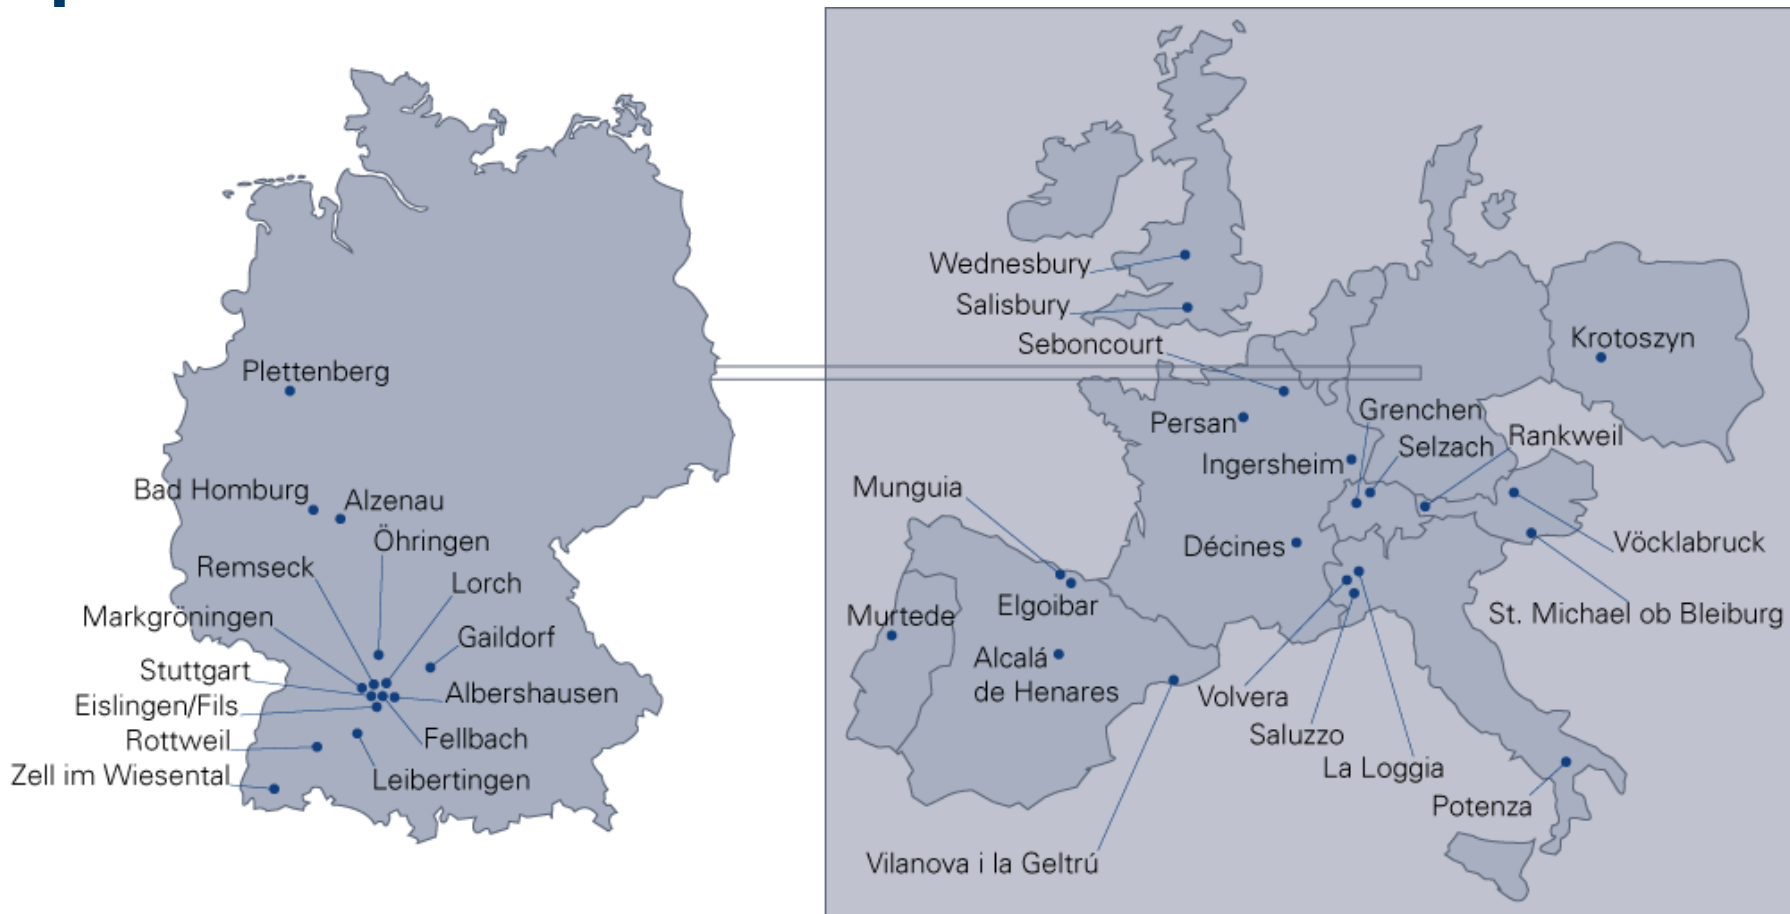 Plettenberg
Bad Homburg
Alzenau
Öhringen
Remseck
Lorch
Markgröningen
Gaildorf
Stuttgart
Albershausen
Eislingen/Fils
Rottweil
Fellbach
Zell im Wiesental
Leibertingen
Wednesbury
Salisbury
Seboncourt
Krotoszyn
Persan
Grenchen
Selzach
Rankweil
Ingersheim
Munguia
Décines
Vöcklabruck
Elgoibar
Murtede
St. Michael ob Bleiburg
Alcalá
de Henares
Volvera
Saluzzo
La Loggia
Potenza
Vilanova i la Geltrú